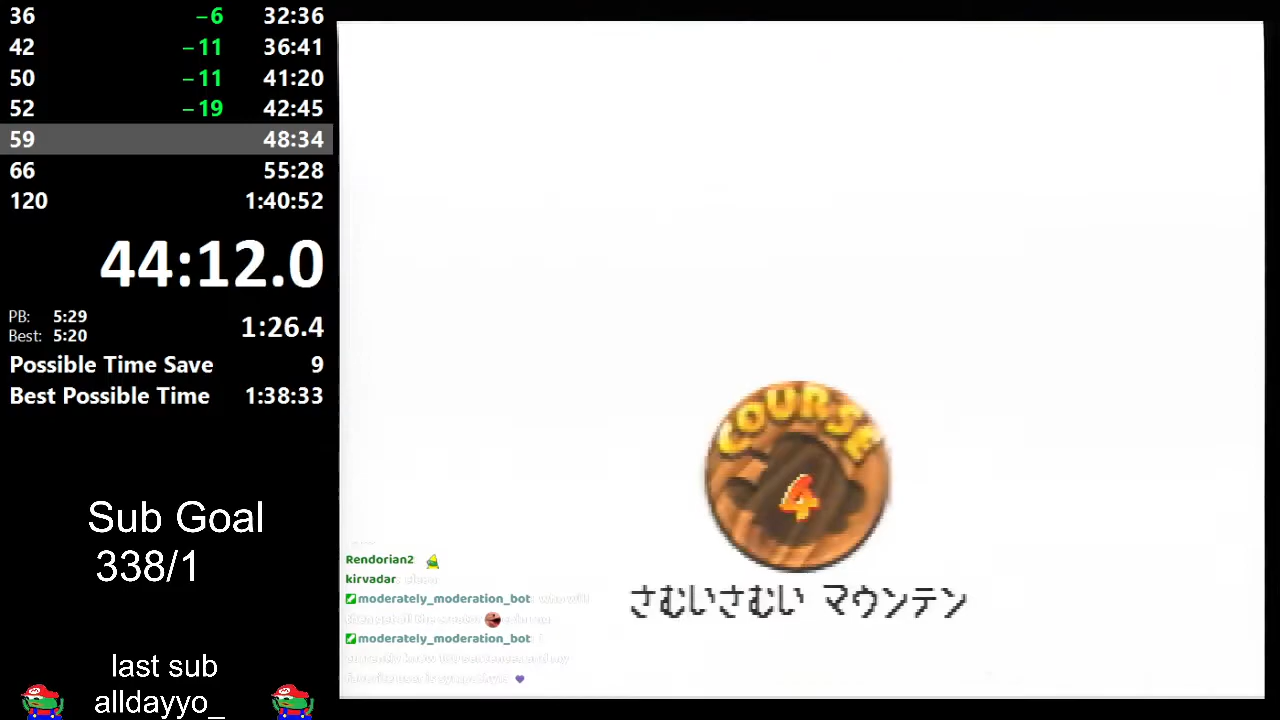 36 -6 32:36
42 -11 36:41
50 -11 41:20
52 -19 42:45
59 48:34
66 55:28
120 1:40:52
44:12.0
PB: 5:29
Best: 5:20
1:26.4
Possible Time Save 9
Best Possible Time 1:38:33
Sub Goal
338/1
last sub
alldayyo_
COURSE
4
さむいさむい マウンテン
Rendorian2
kirvadar
moderately_moderation_bot
moderately_moderation_bot